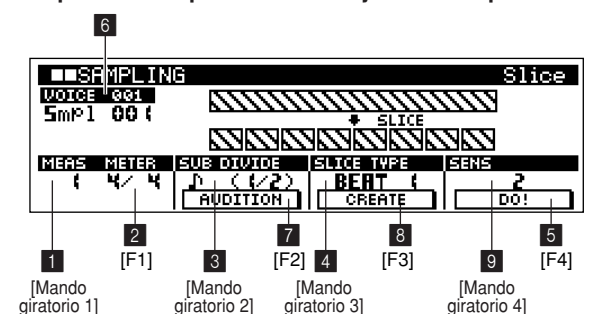 6
■■SAMPLING Slice
VOICE 001
Smpl 001
SLICE
MEAS METER SUB DIVIDE SLICE TYPE SENS
1 4/ 4 ♪ (1/2) BEAT 1 2
AUDITION CREATE DO!
1 2 3 7 4 8 9 5
[F1] [F2] [F3] [F4]
[Mando giratorio 1] [Mando giratorio 2] [Mando giratorio 3] [Mando giratorio 4]